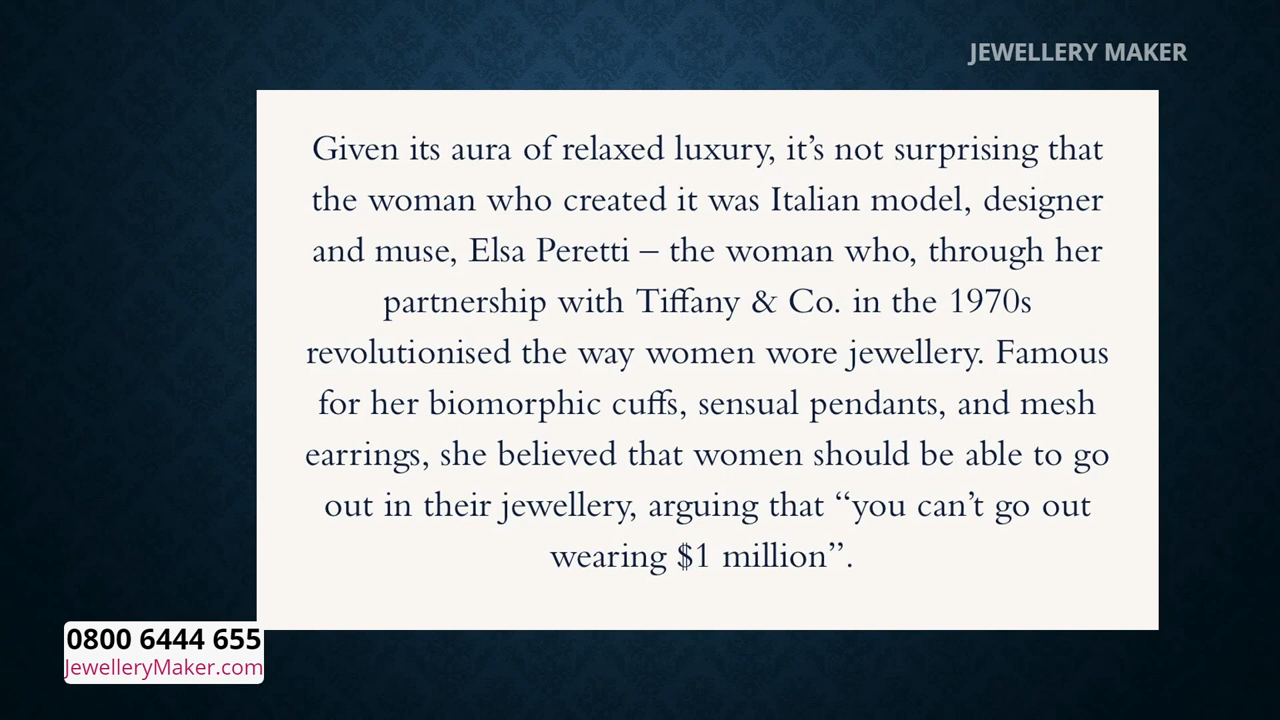 JEWELLERY MAKER
Given its aura of relaxed luxury, it’s not surprising that
the woman who created it was Italian model, designer
and muse, Elsa Peretti – the woman who, through her
partnership with Tiffany & Co. in the 1970s
revolutionised the way women wore jewellery. Famous
for her biomorphic cuffs, sensual pendants, and mesh
earrings, she believed that women should be able to go
out in their jewellery, arguing that “you can’t go out
wearing $1 million”.
0800 6444 655
JewelleryMaker.com